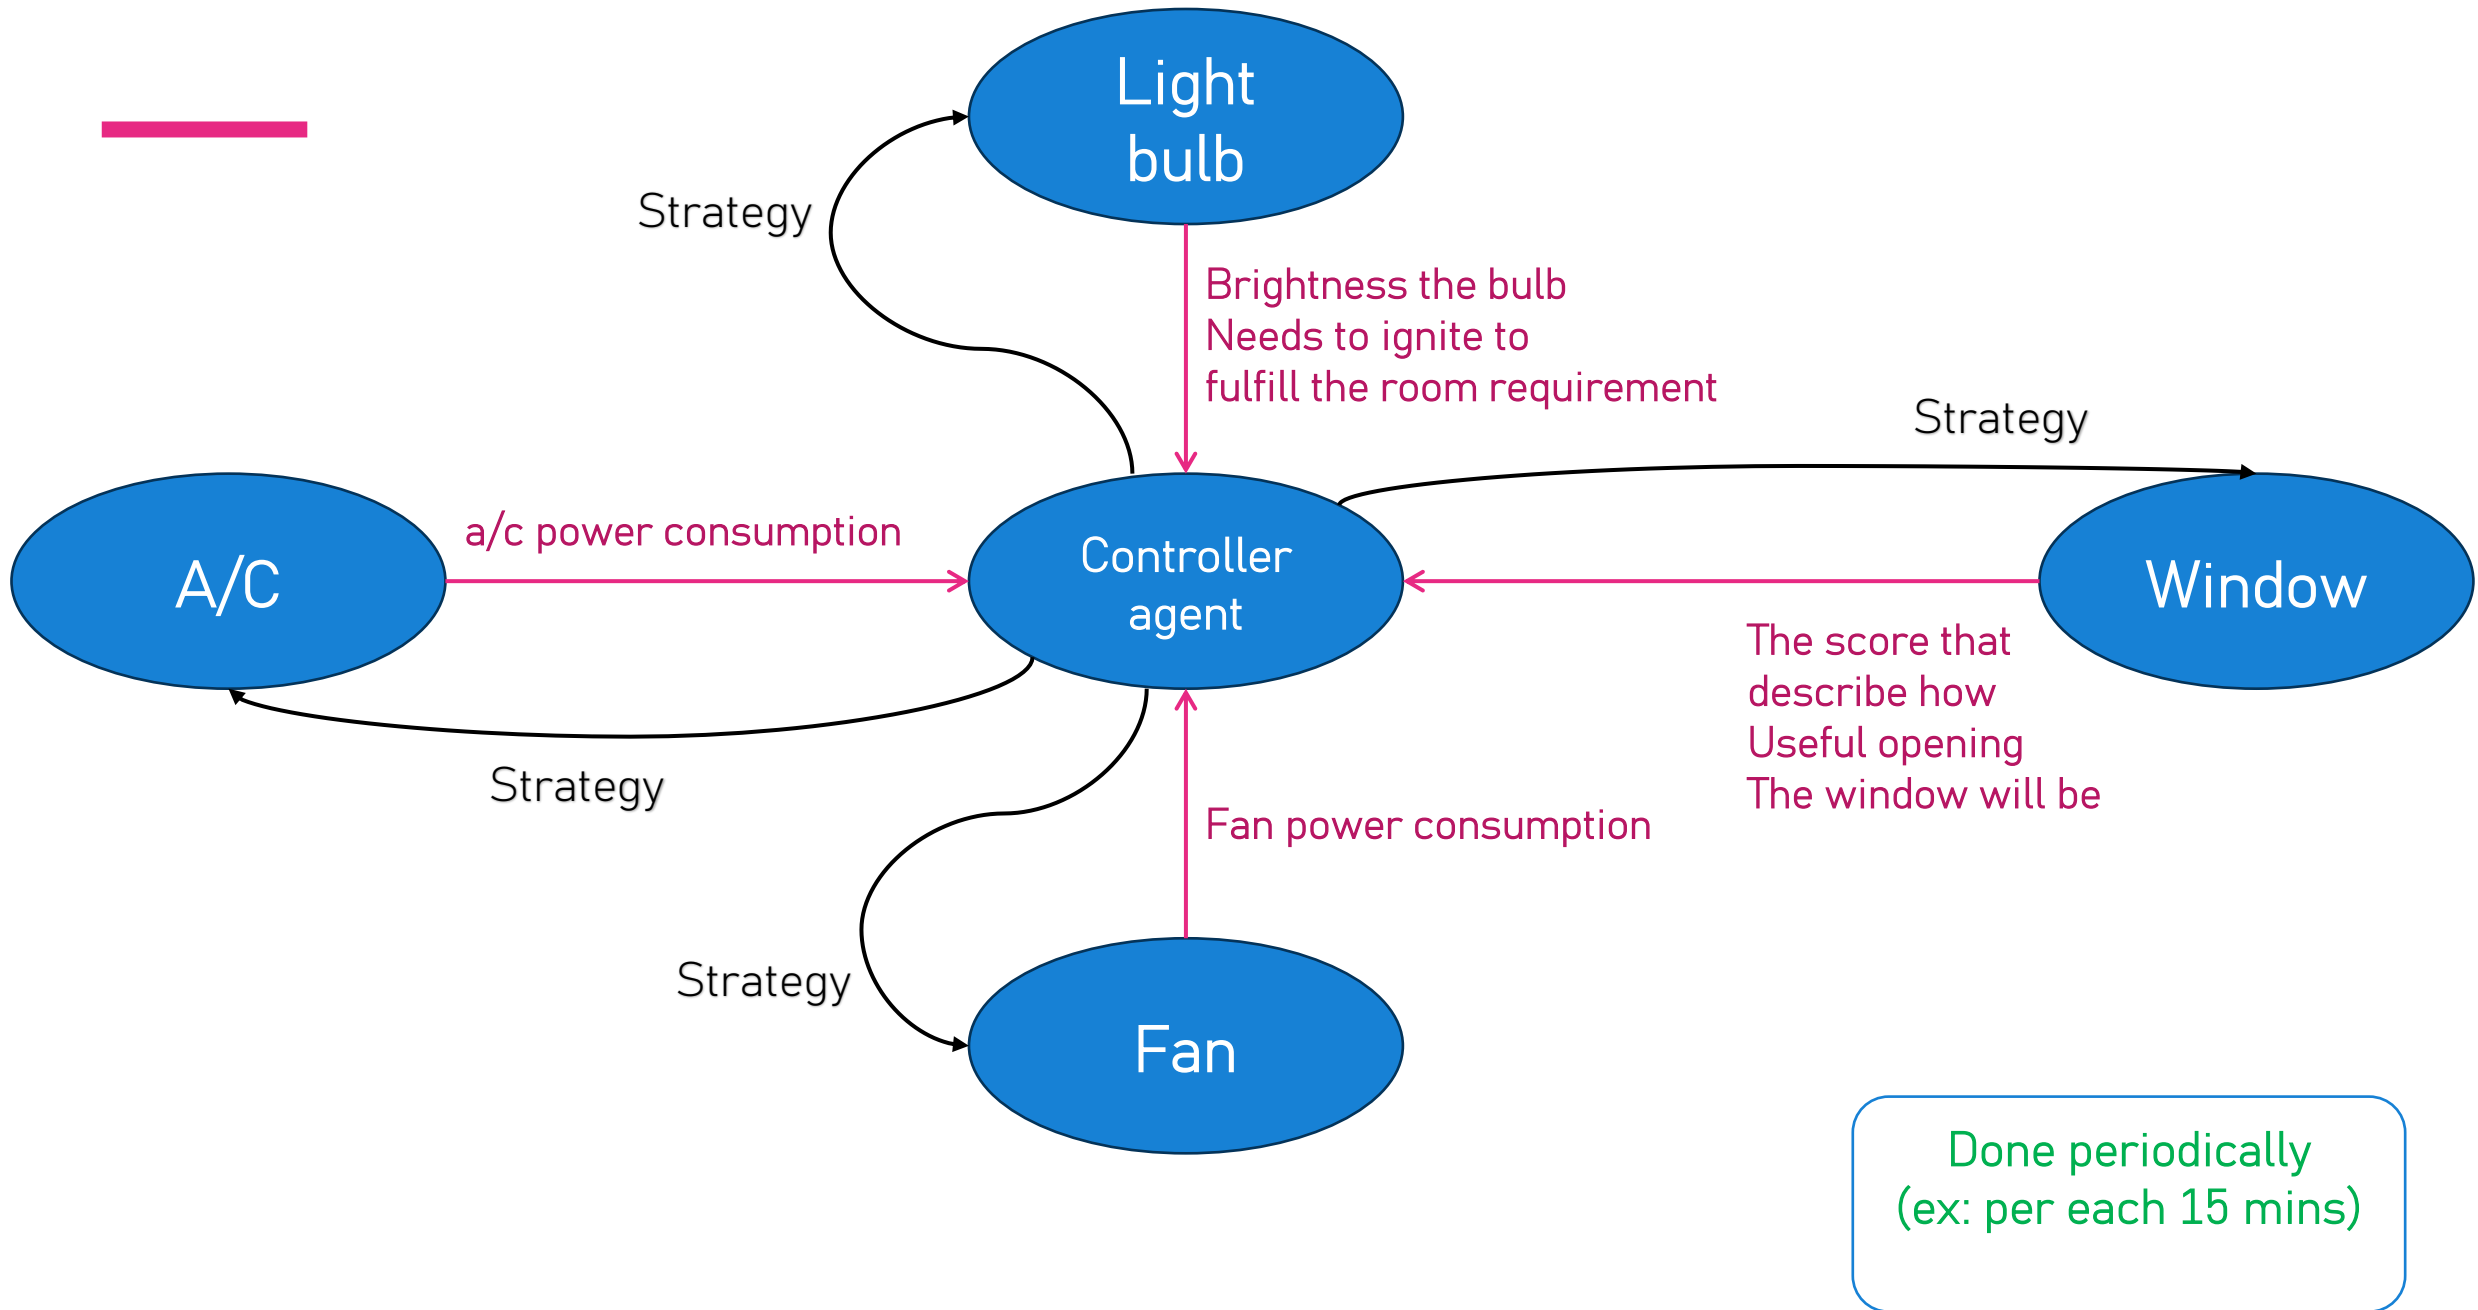 Light
bulb
Strategy
Brightness the bulb
Needs to ignite to
fulfill the room requirement
Strategy
a/c power consumption
A/C
Controller
agent
Window
The score that
describe how
Useful opening
The window will be
Strategy
Fan power consumption
Strategy
Fan
Done periodically
(ex: per each 15 mins)